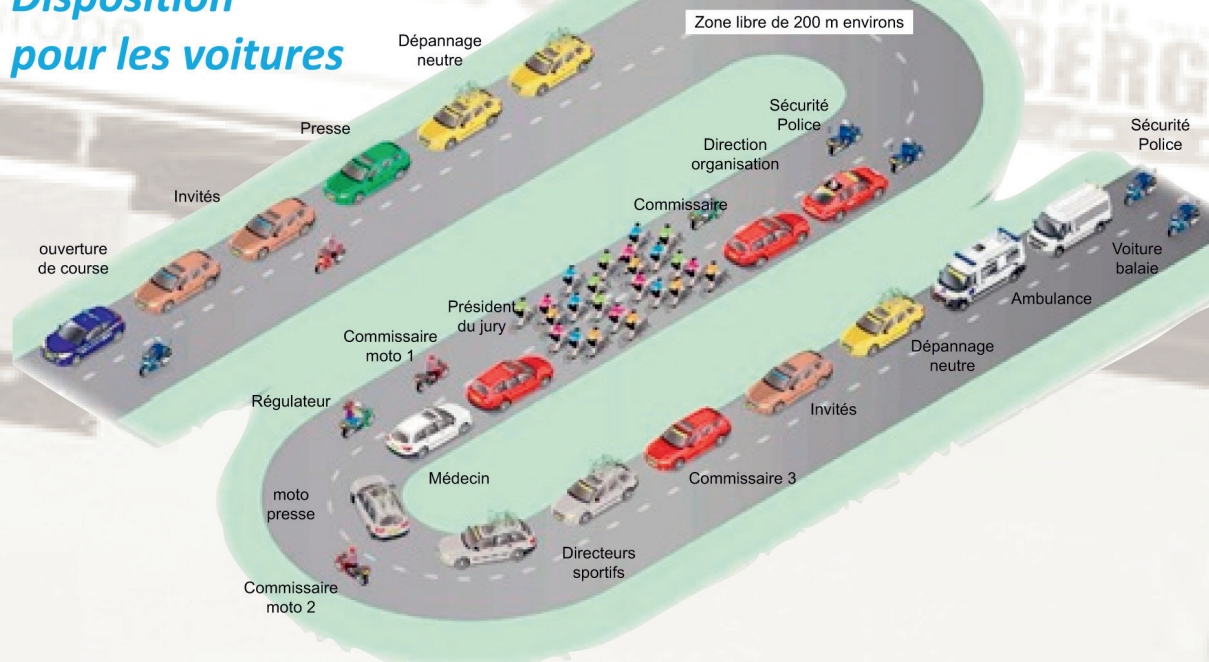 Disposition
pour les voitures
Zone libre de 200 m environs
Dépannage
neutre
Presse
Invités
ouverture
de course
Sécurité
Police
Direction
organisation
Commissaire
Président
du jury
Commissaire
moto 1
Régulateur
Médecin
moto
presse
Commissaire
moto 2
Directeurs
sportifs
Commissaire 3
Invités
Dépannage
neutre
Ambulance
Voiture
balaie
Sécurité
Police